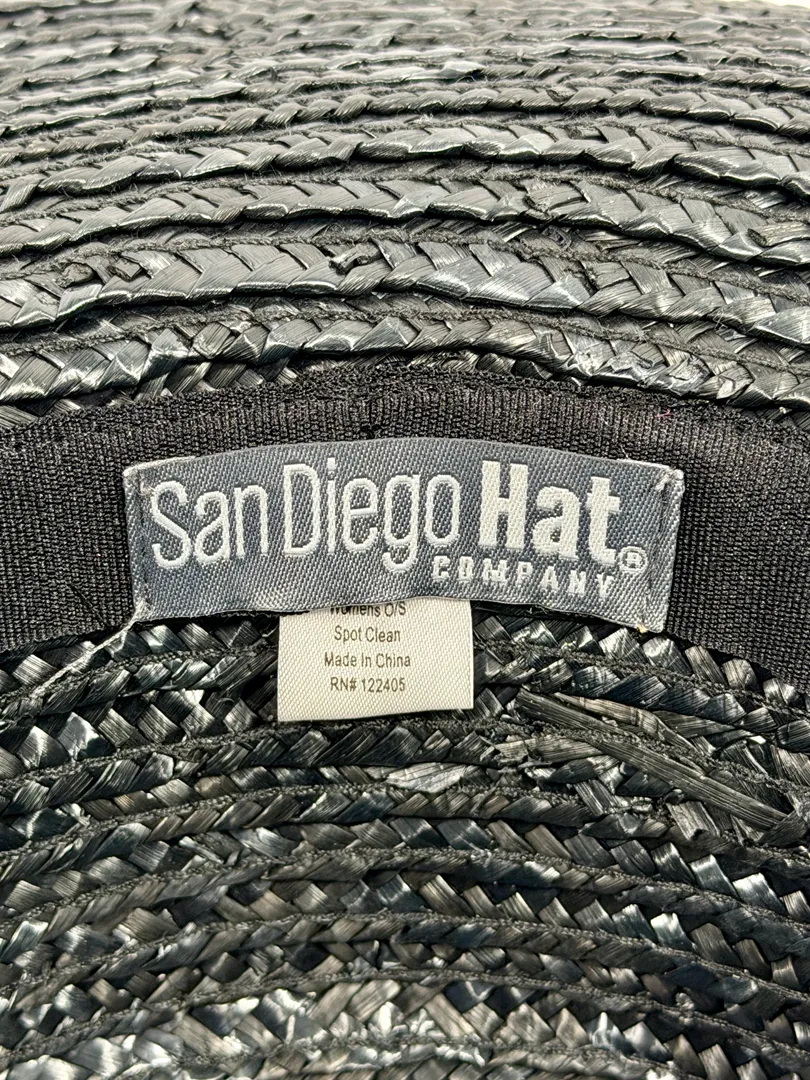 San Diego Hat®
COMPANY
Womens O/S
Spot Clean
Made In China
RN# 122405